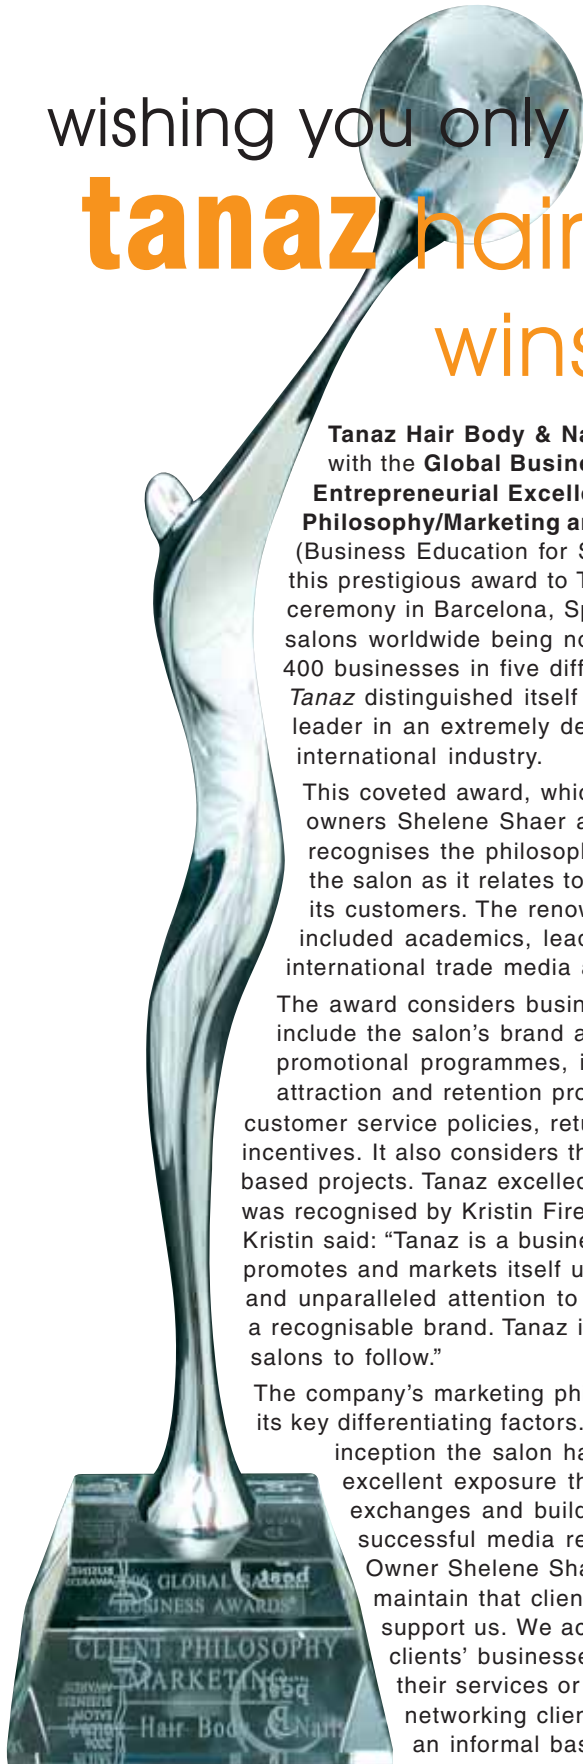 wishing you only
tanaz hair
wins
Tanaz Hair Body & Na
with the Global Busine
Entrepreneurial Excelle
Philosophy/Marketing a
(Business Education for S
this prestigious award to T
ceremony in Barcelona, Sp
salons worldwide being no
400 businesses in five diff
Tanaz distinguished itself
leader in an extremely de
international industry.
This coveted award, whic
owners Shelene Shaer a
recognises the philosoph
the salon as it relates to
its customers. The renow
included academics, lead
international trade media a
The award considers busin
include the salon's brand a
promotional programmes, i
attraction and retention pro
customer service policies, retu
incentives. It also considers th
based projects. Tanaz excelled
was recognised by Kristin Fire
Kristin said: “Tanaz is a busine
promotes and markets itself u
and unparalleled attention to
a recognisable brand. Tanaz i
salons to follow.”
The company's marketing ph
its key differentiating factors.
inception the salon ha
excellent exposure th
exchanges and build
successful media re
Owner Shelene Sha
maintain that client
support us. We ac
clients' businesse
their services or
networking clien
an informal bas
GLOBAL
BUSINESS AWARDS
CLIENT PHILOSOPHY
MARKETING
Hair Body & Nails